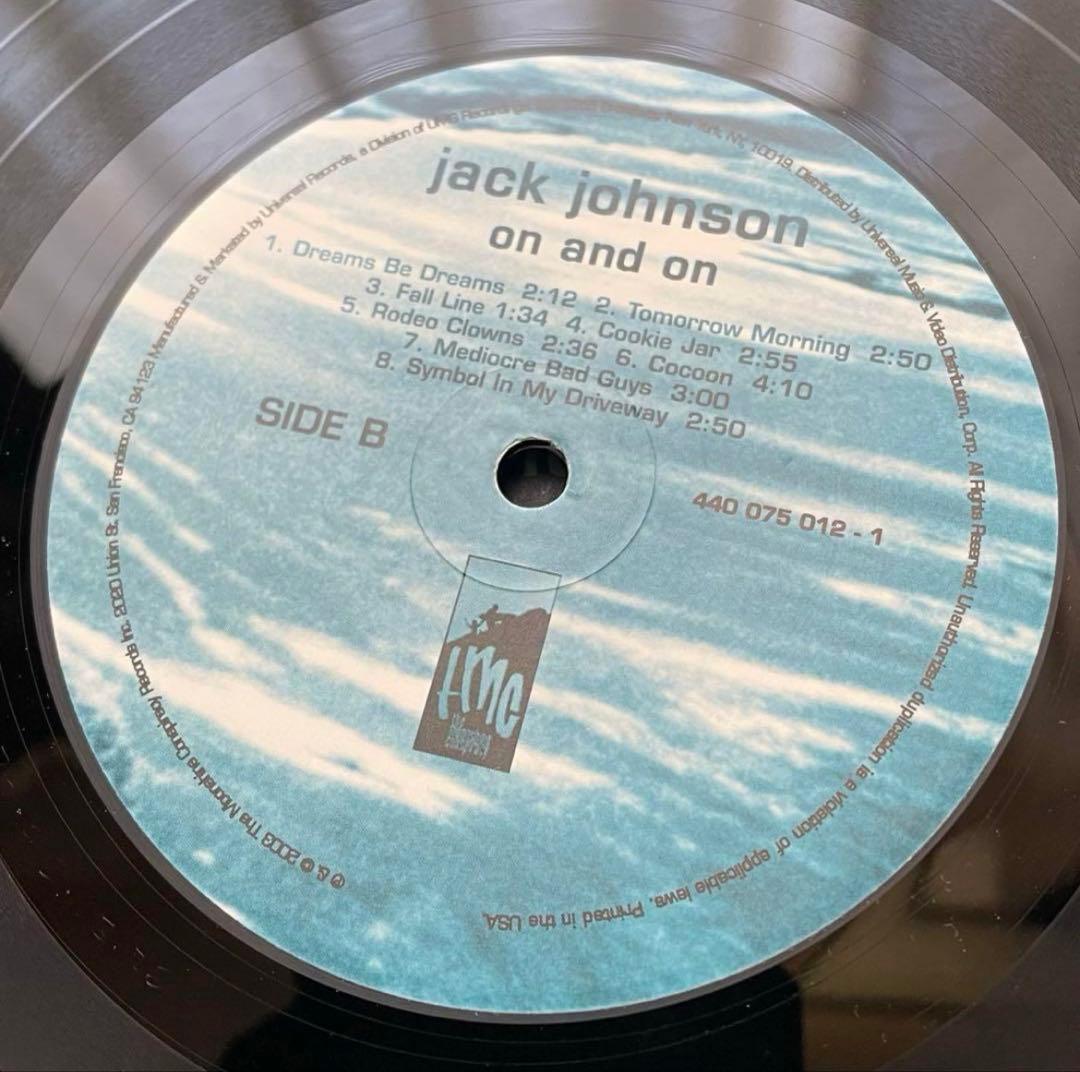 jack johnson
on and on
1. Dreams Be Dreams 2:12 2. Tomorrow Morning 2:50
3. Fall Line 1:34 4. Cookie Jar 2:55
5. Rodeo Clowns 2:36 6. Cocoon 4:10
7. Mediocre Bad Guys 3:00
8. Symbol In My Driveway 2:50
SIDE B
440 075 012 - 1
tmc
℗ & © 2003 The Moonshine Conspiracy Records Inc. 2020 Union St. San Francisco, CA 94123 Manufactured & Marketed by Universal Records, a Division of UMG Recordings New York, NY, 10019. Distributed by Universal Music & Video Distribution, Corp. All Rights Reserved. Unauthorized duplication is a violation of applicable laws. Printed in the USA.